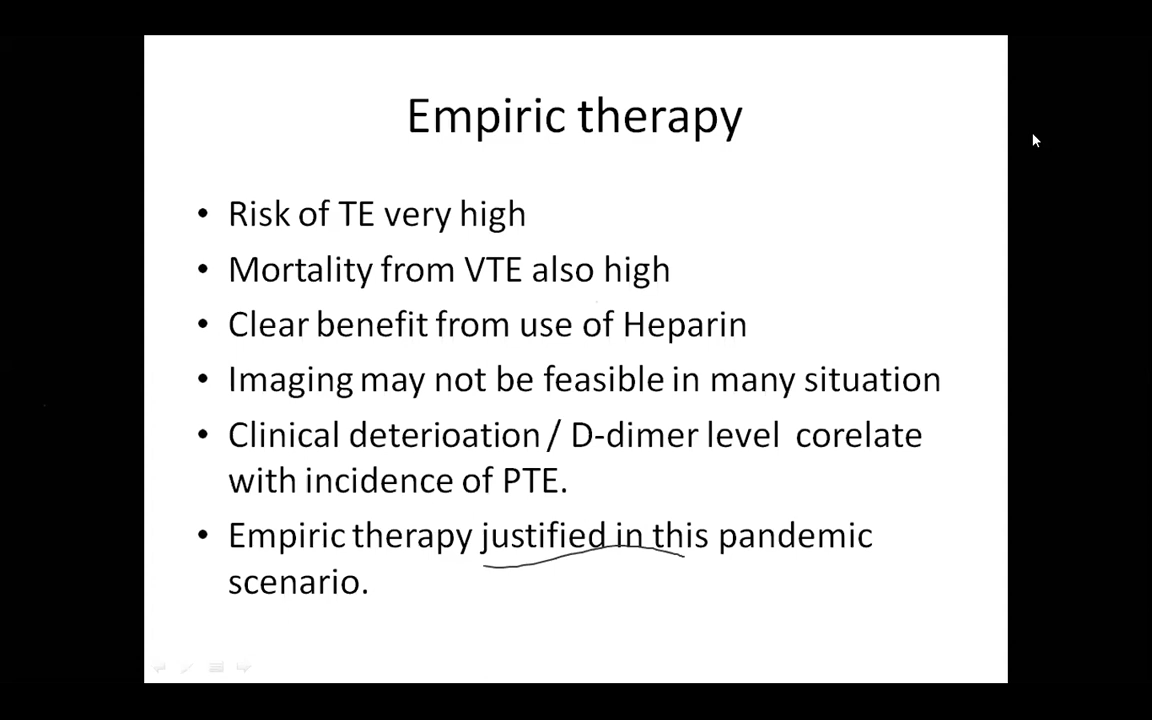 Empiric therapy
• Risk of TE very high
• Mortality from VTE also high
• Clear benefit from use of Heparin
• Imaging may not be feasible in many situation
• Clinical deterioation / D-dimer level corelate
with incidence of PTE.
• Empiric therapy justified in this pandemic
scenario.